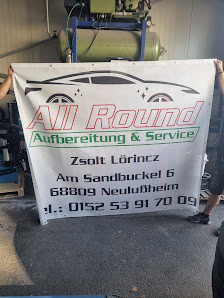 All Round
Aufbereitung & Service
Zsolt Lörincz
Am Sandbuckel 6
68809 Neulußheim
el.: 0152 53 91 70 09